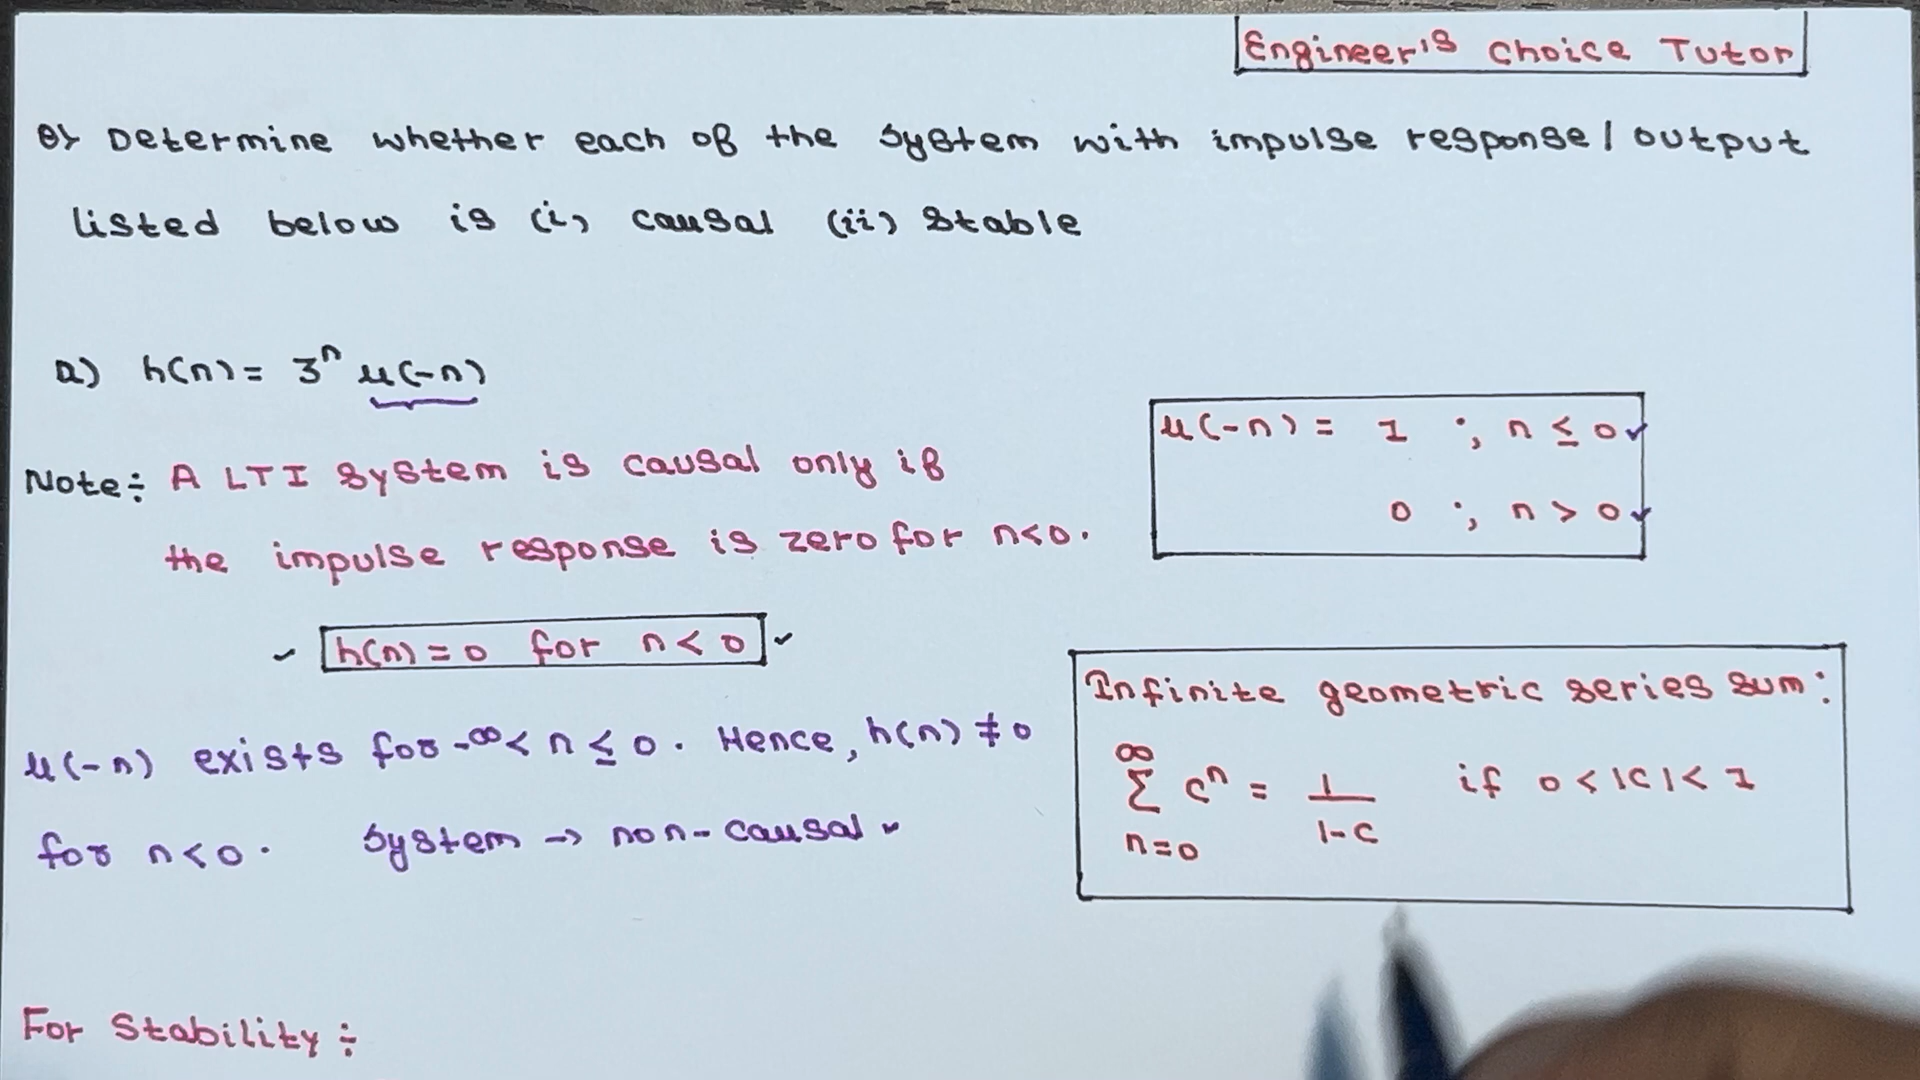 Engineer's Choice Tutor
Q> Determine whether each of the system with impulse response/output
listed below is (i) causal (ii) stable
a) h(n) = 3ⁿ u(-n)
u(-n) = 1 ; n ≤ 0
0 ; n > 0
Note: A LTI system is causal only if
the impulse response is zero for n<0.
h(n) = 0 for n < 0
u(-n) exists for -∞ < n ≤ 0. Hence, h(n) ≠ 0
for n<0. System → non-causal
Infinite geometric series sum:
∞
Σ cⁿ = 1/(1-c) if 0 < |c| < 1
n=0
For Stability: